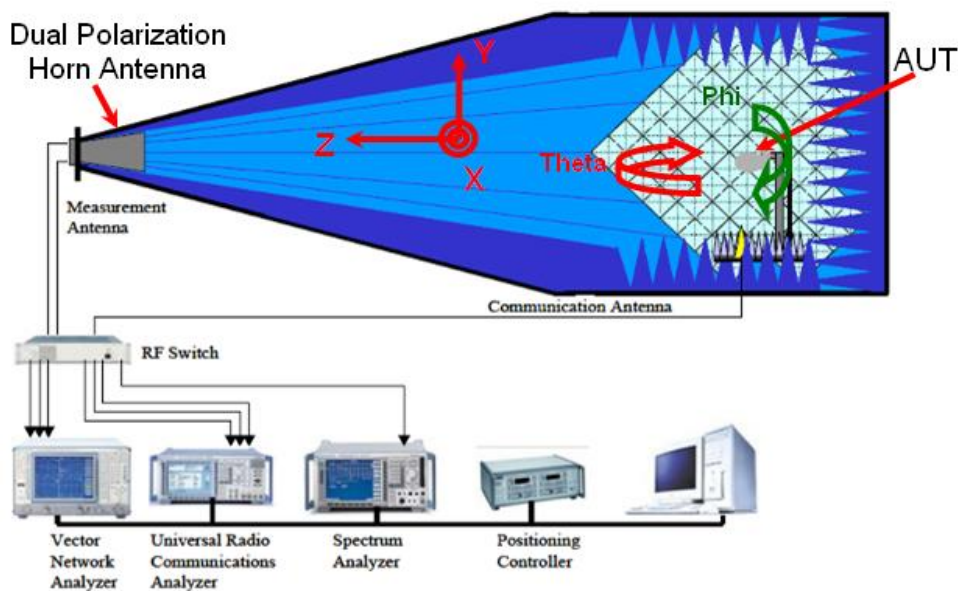 Dual Polarization
Horn Antenna
AUT
Y
Phi
Z
Theta
X
Measurement
Antenna
Communication Antenna
RF Switch
Vector
Network
Analyzer
Universal Radio
Communications
Analyzer
Spectrum
Analyzer
Positioning
Controller